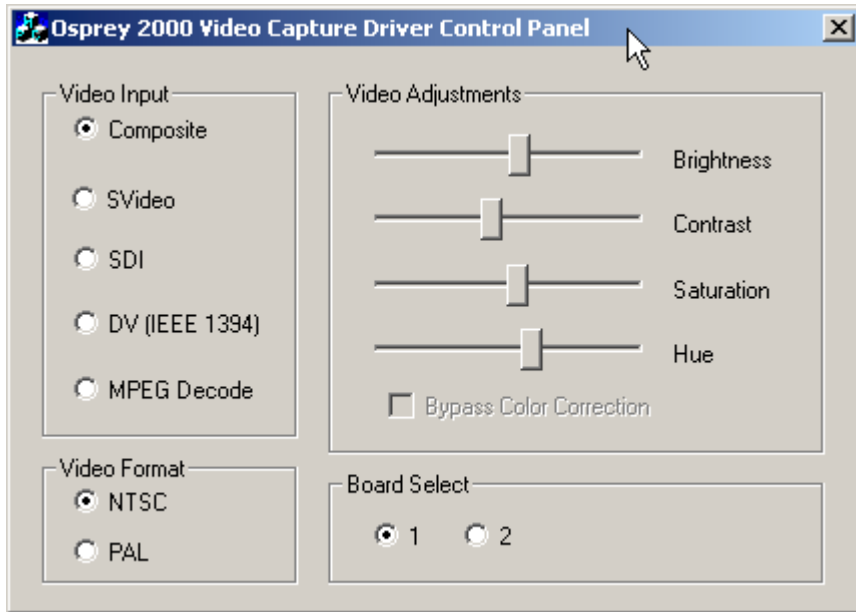 Osprey 2000 Video Capture Driver Control Panel
Video Input
Composite
SVideo
SDI
DV (IEEE 1394)
MPEG Decode
Video Adjustments
Brightness
Contrast
Saturation
Hue
Bypass Color Correction
Video Format
NTSC
PAL
Board Select
1 2